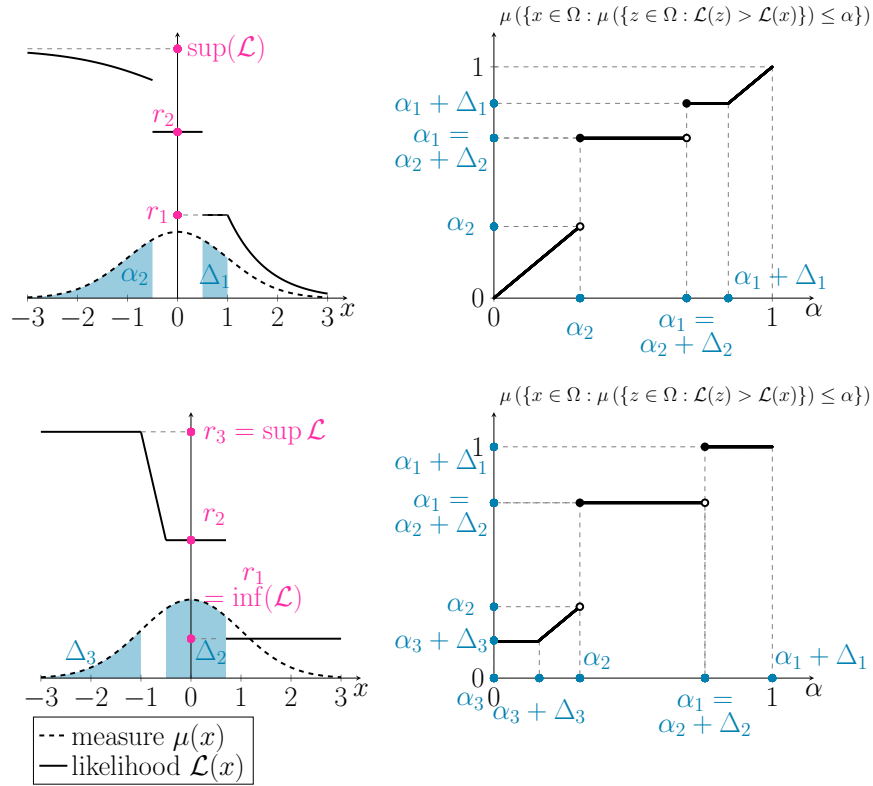 sup(𝓛)
r₂
r₁
α₂
Δ₁
−3 −2 −1 0 1 2 3 x
μ ({x ∈ Ω : μ ({z ∈ Ω : 𝓛(z) > 𝓛(x)}) ≤ α})
1
α₁ + Δ₁
α₁ =
α₂ + Δ₂
α₂
0
α₁ + Δ₁
0 1 α
α₂
α₁ =
α₂ + Δ₂
r₃ = sup 𝓛
r₂
r₁
= inf(𝓛)
Δ₃
Δ₂
−3 −2 −1 0 1 2 3 x
μ ({x ∈ Ω : μ ({z ∈ Ω : 𝓛(z) > 𝓛(x)}) ≤ α})
1
α₁ + Δ₁
α₁ =
α₂ + Δ₂
α₂
α₃ + Δ₃
0
α₂
α₁ + Δ₁
α₃ 0 1 α
α₃ + Δ₃
α₁ =
α₂ + Δ₂
measure μ(x)
likelihood 𝓛(x)